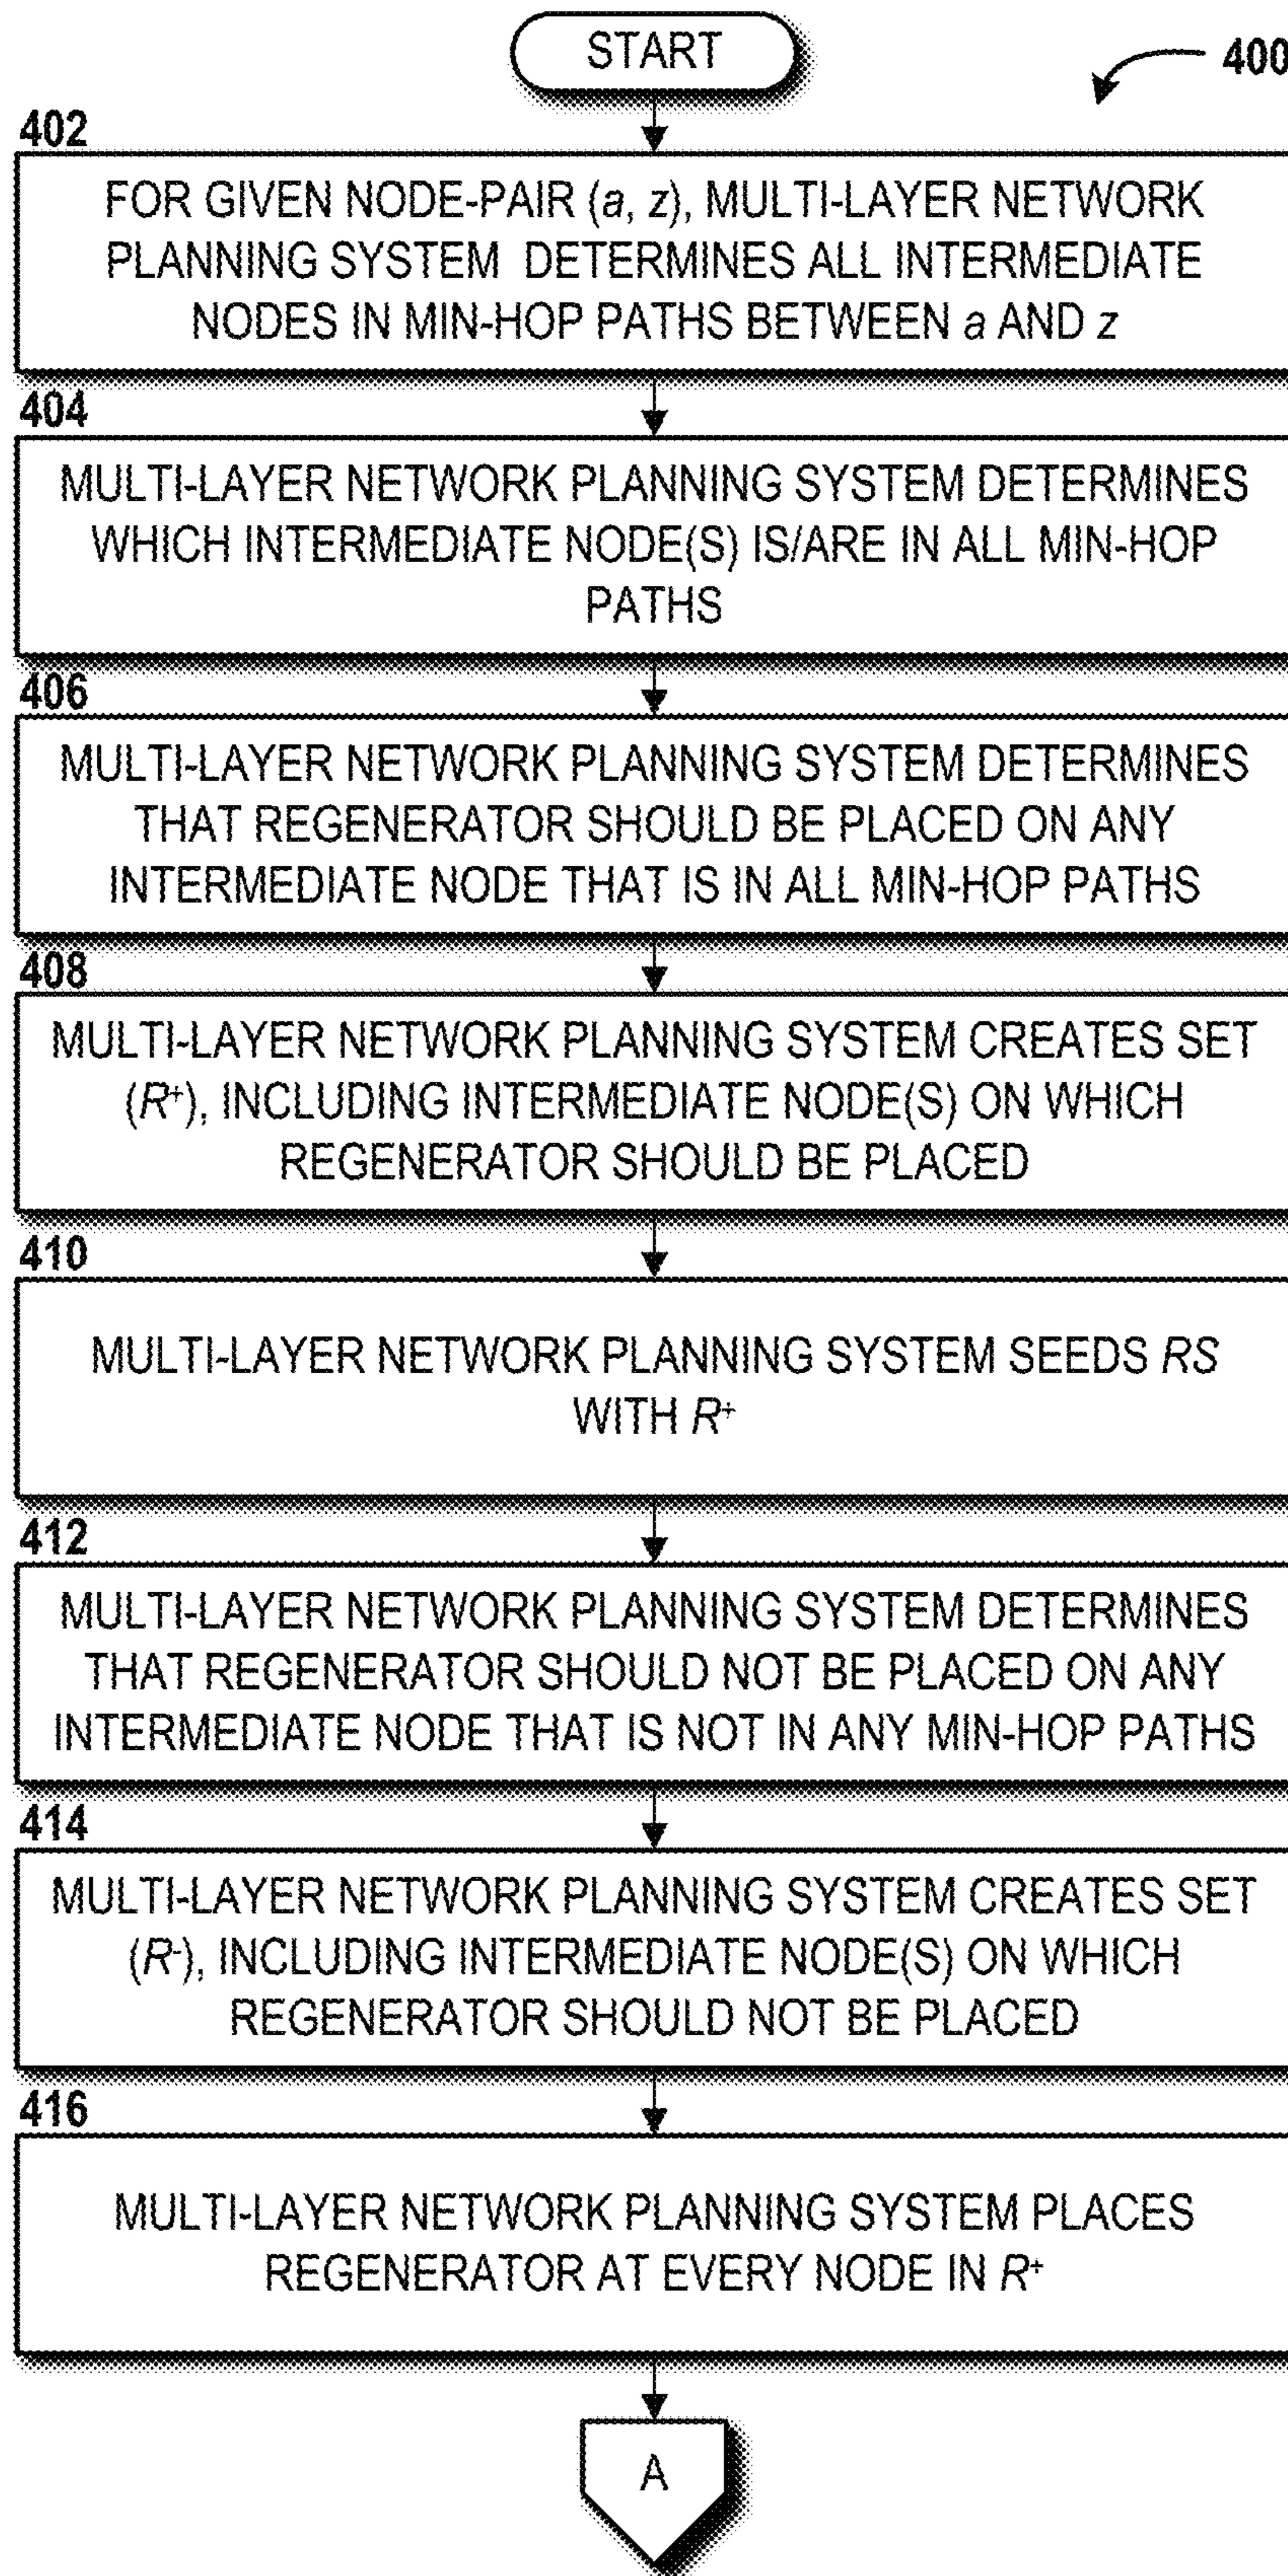 START
400
402
FOR GIVEN NODE-PAIR (a, z), MULTI-LAYER NETWORK
PLANNING SYSTEM DETERMINES ALL INTERMEDIATE
NODES IN MIN-HOP PATHS BETWEEN a AND z
404
MULTI-LAYER NETWORK PLANNING SYSTEM DETERMINES
WHICH INTERMEDIATE NODE(S) IS/ARE IN ALL MIN-HOP
PATHS
406
MULTI-LAYER NETWORK PLANNING SYSTEM DETERMINES
THAT REGENERATOR SHOULD BE PLACED ON ANY
INTERMEDIATE NODE THAT IS IN ALL MIN-HOP PATHS
408
MULTI-LAYER NETWORK PLANNING SYSTEM CREATES SET
(R⁺), INCLUDING INTERMEDIATE NODE(S) ON WHICH
REGENERATOR SHOULD BE PLACED
410
MULTI-LAYER NETWORK PLANNING SYSTEM SEEDS RS
WITH R⁺
412
MULTI-LAYER NETWORK PLANNING SYSTEM DETERMINES
THAT REGENERATOR SHOULD NOT BE PLACED ON ANY
INTERMEDIATE NODE THAT IS NOT IN ANY MIN-HOP PATHS
414
MULTI-LAYER NETWORK PLANNING SYSTEM CREATES SET
(R⁻), INCLUDING INTERMEDIATE NODE(S) ON WHICH
REGENERATOR SHOULD NOT BE PLACED
416
MULTI-LAYER NETWORK PLANNING SYSTEM PLACES
REGENERATOR AT EVERY NODE IN R⁺
A